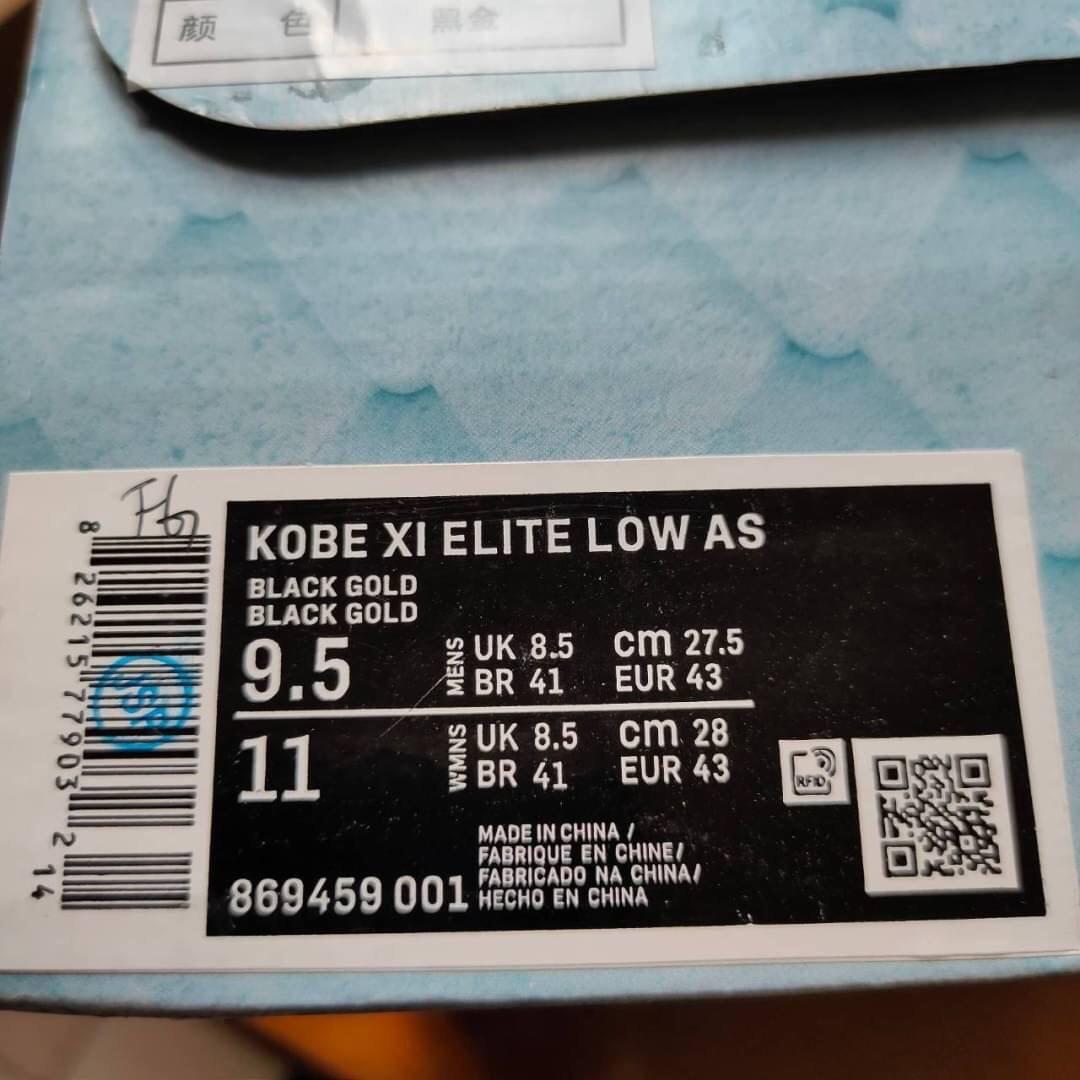 颜 色 黑金
KOBE XI ELITE LOW AS
BLACK GOLD
BLACK GOLD
9.5 MENS UK 8.5 cm 27.5
BR 41 EUR 43
11 WMNS UK 8.5 cm 28
BR 41 EUR 43
RFID
MADE IN CHINA /
FABRIQUE EN CHINE/
FABRICADO NA CHINA/
HECHO EN CHINA
869459 001
8 26215 77903 2 14